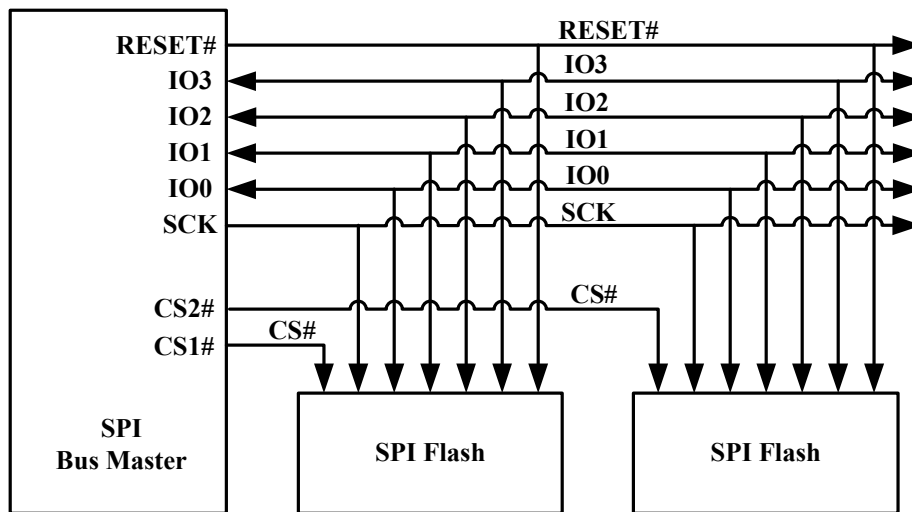 RESET#
RESET#
IO3
IO3
IO2
IO2
IO1
IO1
IO0
IO0
SCK
SCK
CS2#
CS#
CS1#
CS#
SPI
Bus Master
SPI Flash
SPI Flash